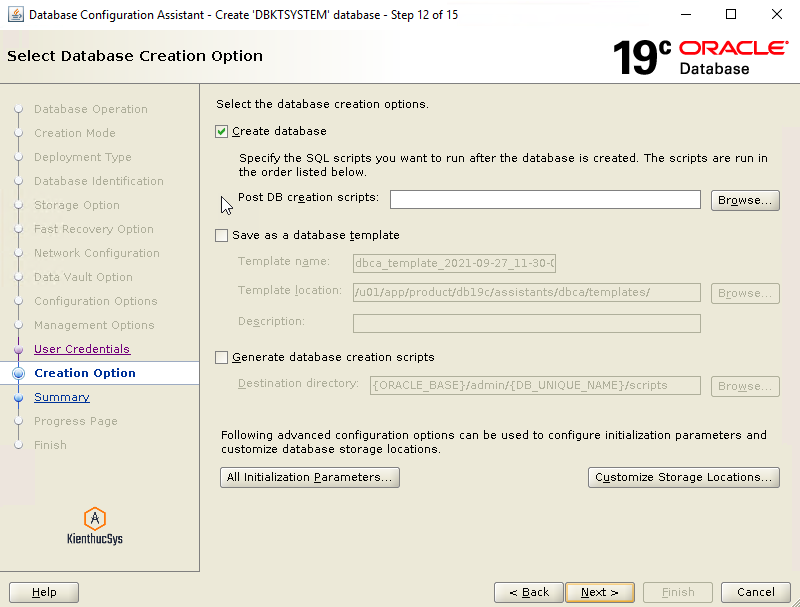 Database Configuration Assistant - Create 'DBKTSYSTEM' database - Step 12 of 15
Select Database Creation Option
19c ORACLE
Database
Database Operation
Creation Mode
Deployment Type
Database Identification
Storage Option
Fast Recovery Option
Network Configuration
Data Vault Option
Configuration Options
Management Options
User Credentials
Creation Option
Summary
Progress Page
Finish
KienthucSys
Select the database creation options.
Create database
Specify the SQL scripts you want to run after the database is created. The scripts are run in
the order listed below.
Post DB creation scripts:
Browse...
Save as a database template
Template name: dbca_template_2021-09-27_11-30-0
Template location: /u01/app/product/db19c/assistants/dbca/templates/ Browse...
Description:
Generate database creation scripts
Destination directory: {ORACLE_BASE}/admin/{DB_UNIQUE_NAME}/scripts Browse...
Following advanced configuration options can be used to configure initialization parameters and
customize database storage locations.
All Initialization Parameters... Customize Storage Locations...
Help < Back Next > Finish Cancel